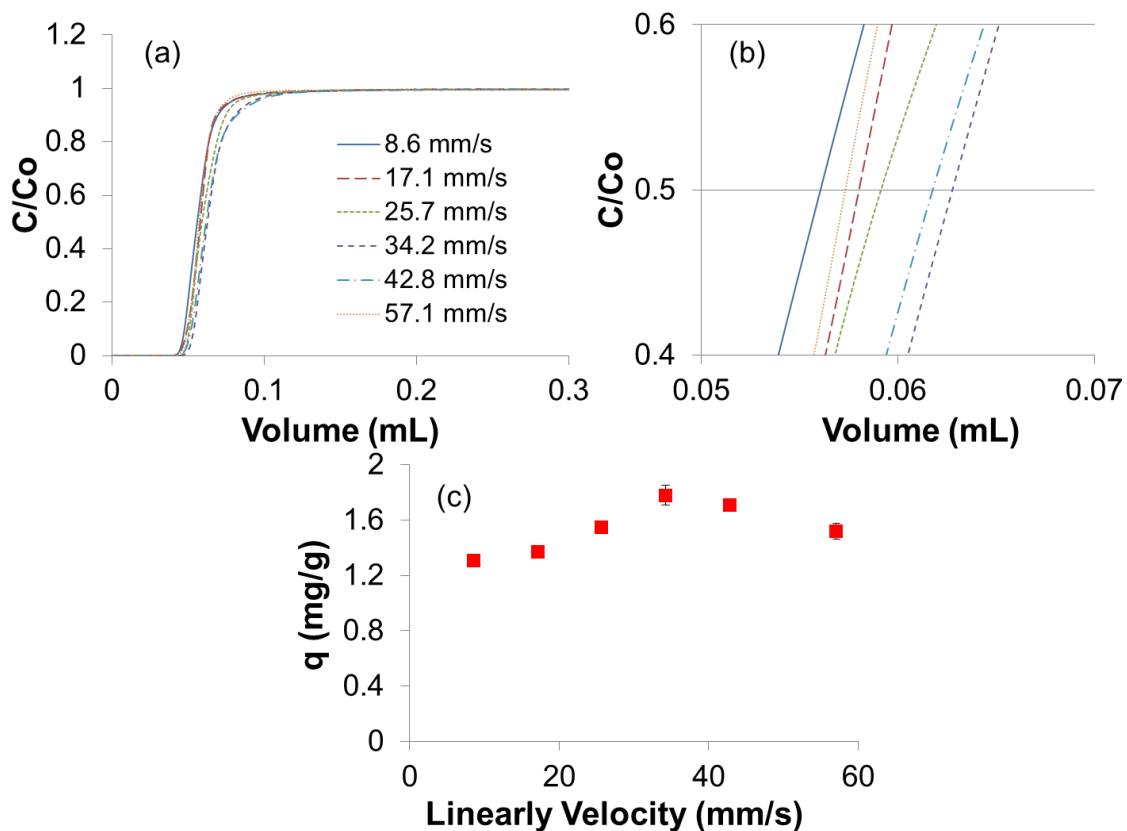 (a)
C/Co
1.2
1
0.8
0.6
0.4
0.2
0
0
0.1
0.2
0.3
Volume (mL)
8.6 mm/s
17.1 mm/s
25.7 mm/s
34.2 mm/s
42.8 mm/s
57.1 mm/s
(b)
C/Co
0.6
0.5
0.4
0.05
0.06
0.07
Volume (mL)
(c)
q (mg/g)
2
1.6
1.2
0.8
0.4
0
0
20
40
60
Linearly Velocity (mm/s)